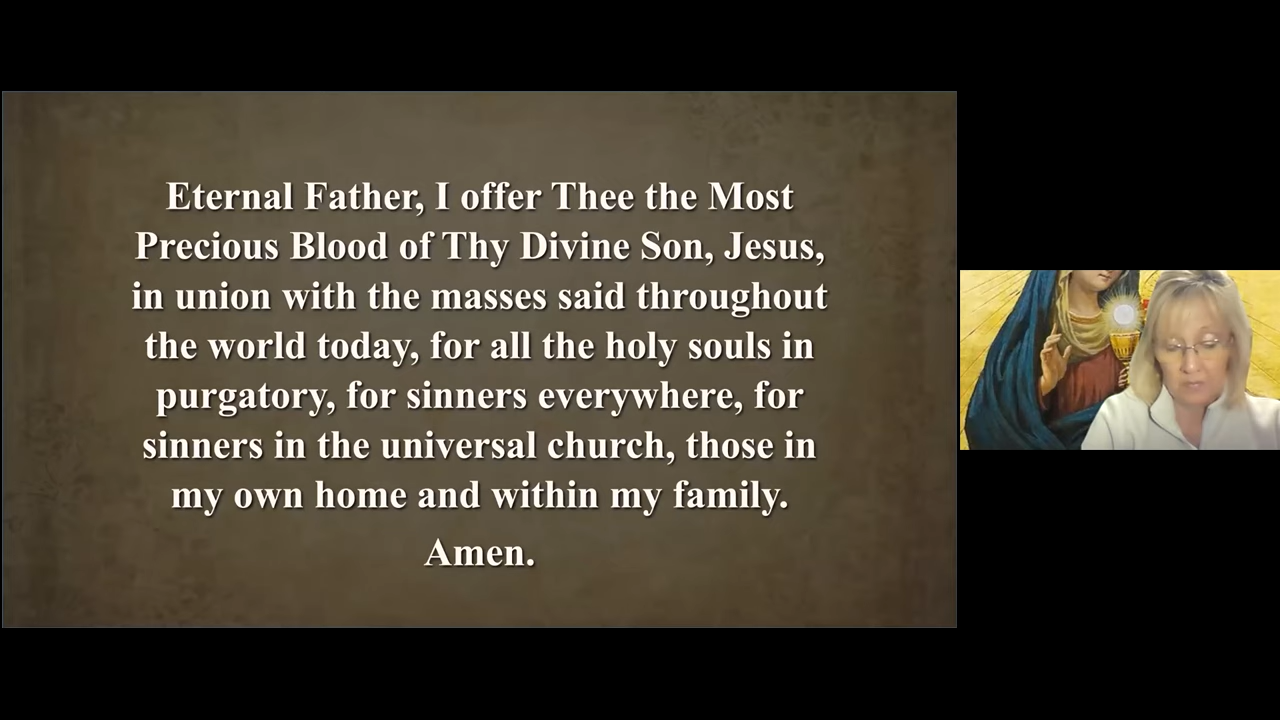 Eternal Father, I offer Thee the Most
Precious Blood of Thy Divine Son, Jesus,
in union with the masses said throughout
the world today, for all the holy souls in
purgatory, for sinners everywhere, for
sinners in the universal church, those in
my own home and within my family.
Amen.